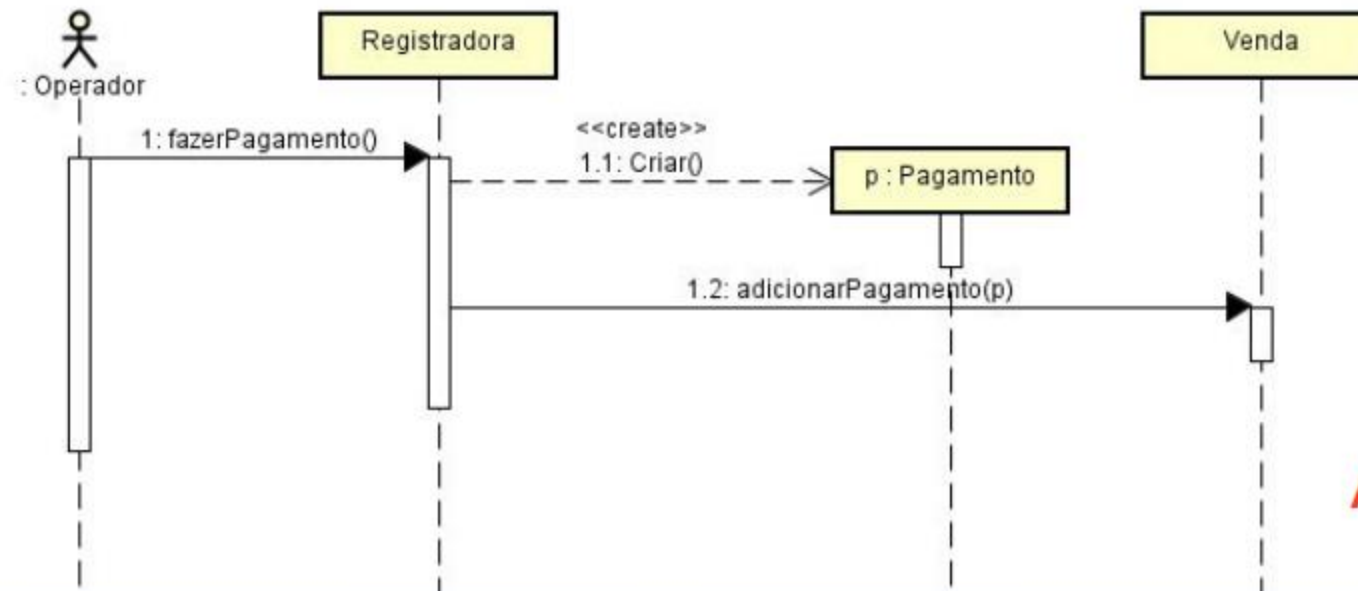 Registradora
Venda
: Operador
1: fazerPagamento()
<<create>>
1.1: Criar()
p : Pagamento
1.2: adicionarPagamento(p)